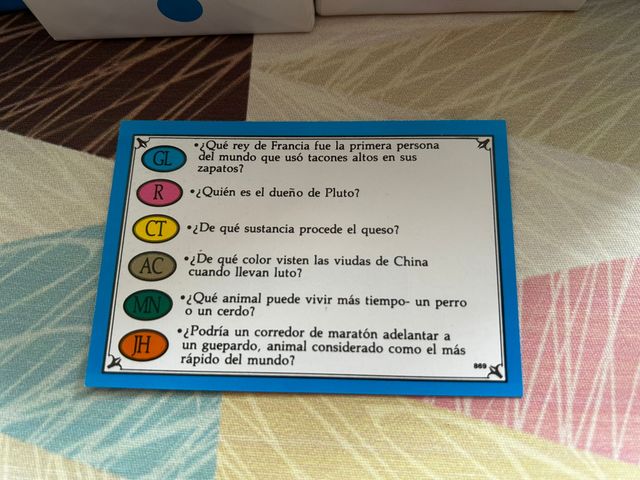 GL •¿Qué rey de Francia fue la primera persona
del mundo que usó tacones altos en sus
zapatos?
R •¿Quién es el dueño de Pluto?
CT •¿De qué sustancia procede el queso?
AC •¿De qué color visten las viudas de China
cuando llevan luto?
MN •¿Qué animal puede vivir más tiempo- un perro
o un cerdo?
JH •¿Podría un corredor de maratón adelantar a
un guepardo, animal considerado como el más
rápido del mundo?
869